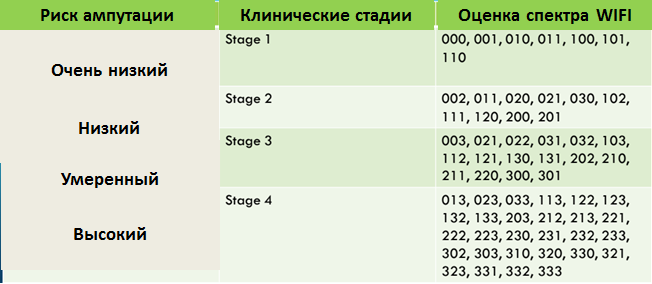 Риск ампутации Клинические стадии Оценка спектра WIFI
Очень низкий Stage 1 000, 001, 010, 011, 100, 101,
110
Низкий Stage 2 002, 011, 020, 021, 030, 102,
111, 120, 200, 201
Умеренный Stage 3 003, 021, 022, 031, 032, 103,
112, 121, 130, 131, 202, 210,
211, 220, 300, 301
Высокий Stage 4 013, 023, 033, 113, 122, 123,
132, 133, 203, 212, 213, 221,
222, 223, 230, 231, 232, 233,
302, 303, 310, 320, 330, 321,
323, 331, 332, 333